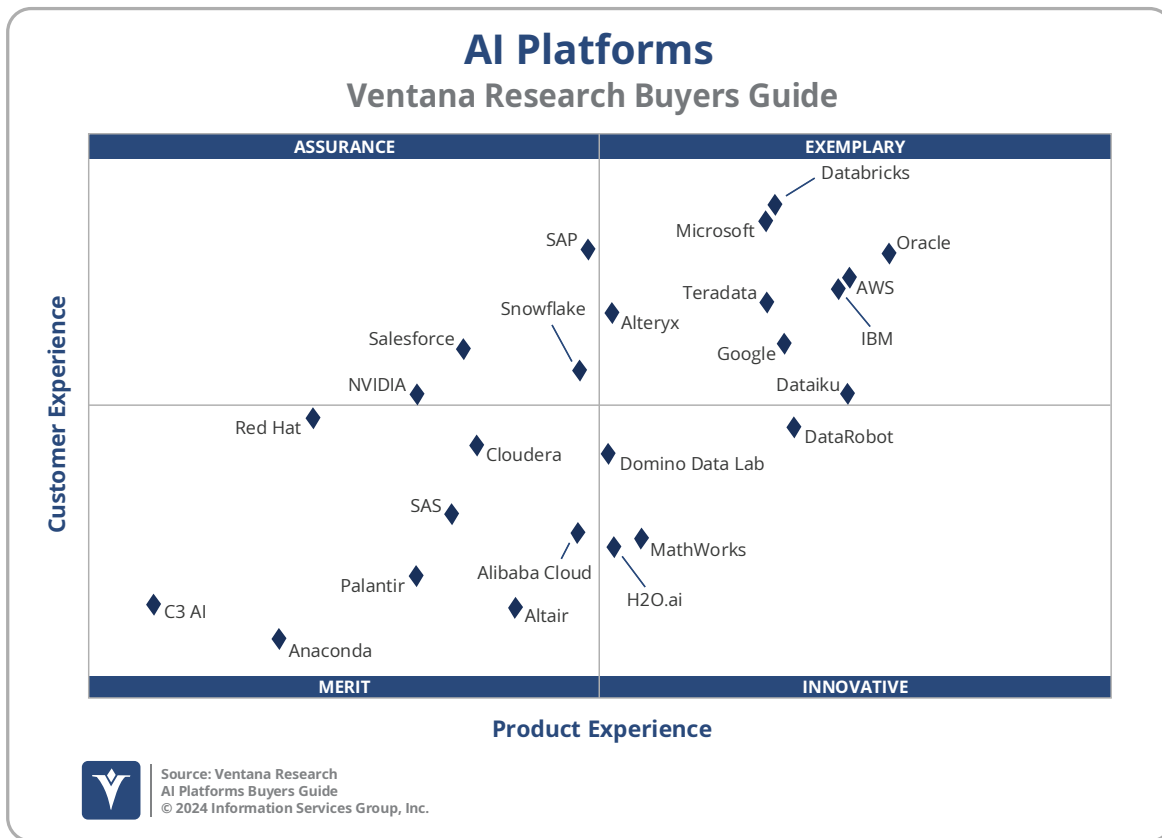 AI Platforms
Ventana Research Buyers Guide
ASSURANCE
EXEMPLARY
Databricks
Microsoft
SAP
Oracle
AWS
Teradata
Snowflake
Alteryx
IBM
Salesforce
Google
NVIDIA
Dataiku
Red Hat
DataRobot
Cloudera
Domino Data Lab
SAS
MathWorks
Alibaba Cloud
Palantir
H2O.ai
C3 AI
Altair
Anaconda
MERIT
INNOVATIVE
Customer Experience
Product Experience
Source: Ventana Research
AI Platforms Buyers Guide
© 2024 Information Services Group, Inc.